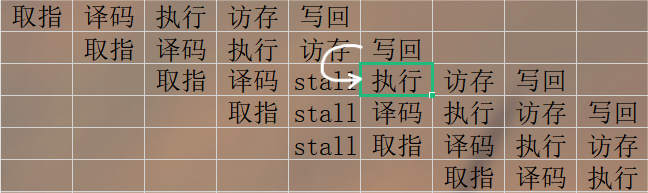 取指 译码 执行 访存 写回
取指 译码 执行 访存 写回
取指 译码 stall 执行 访存 写回
取指 stall 译码 执行 访存 写回
stall 取指 译码 执行 访存
取指 译码 执行